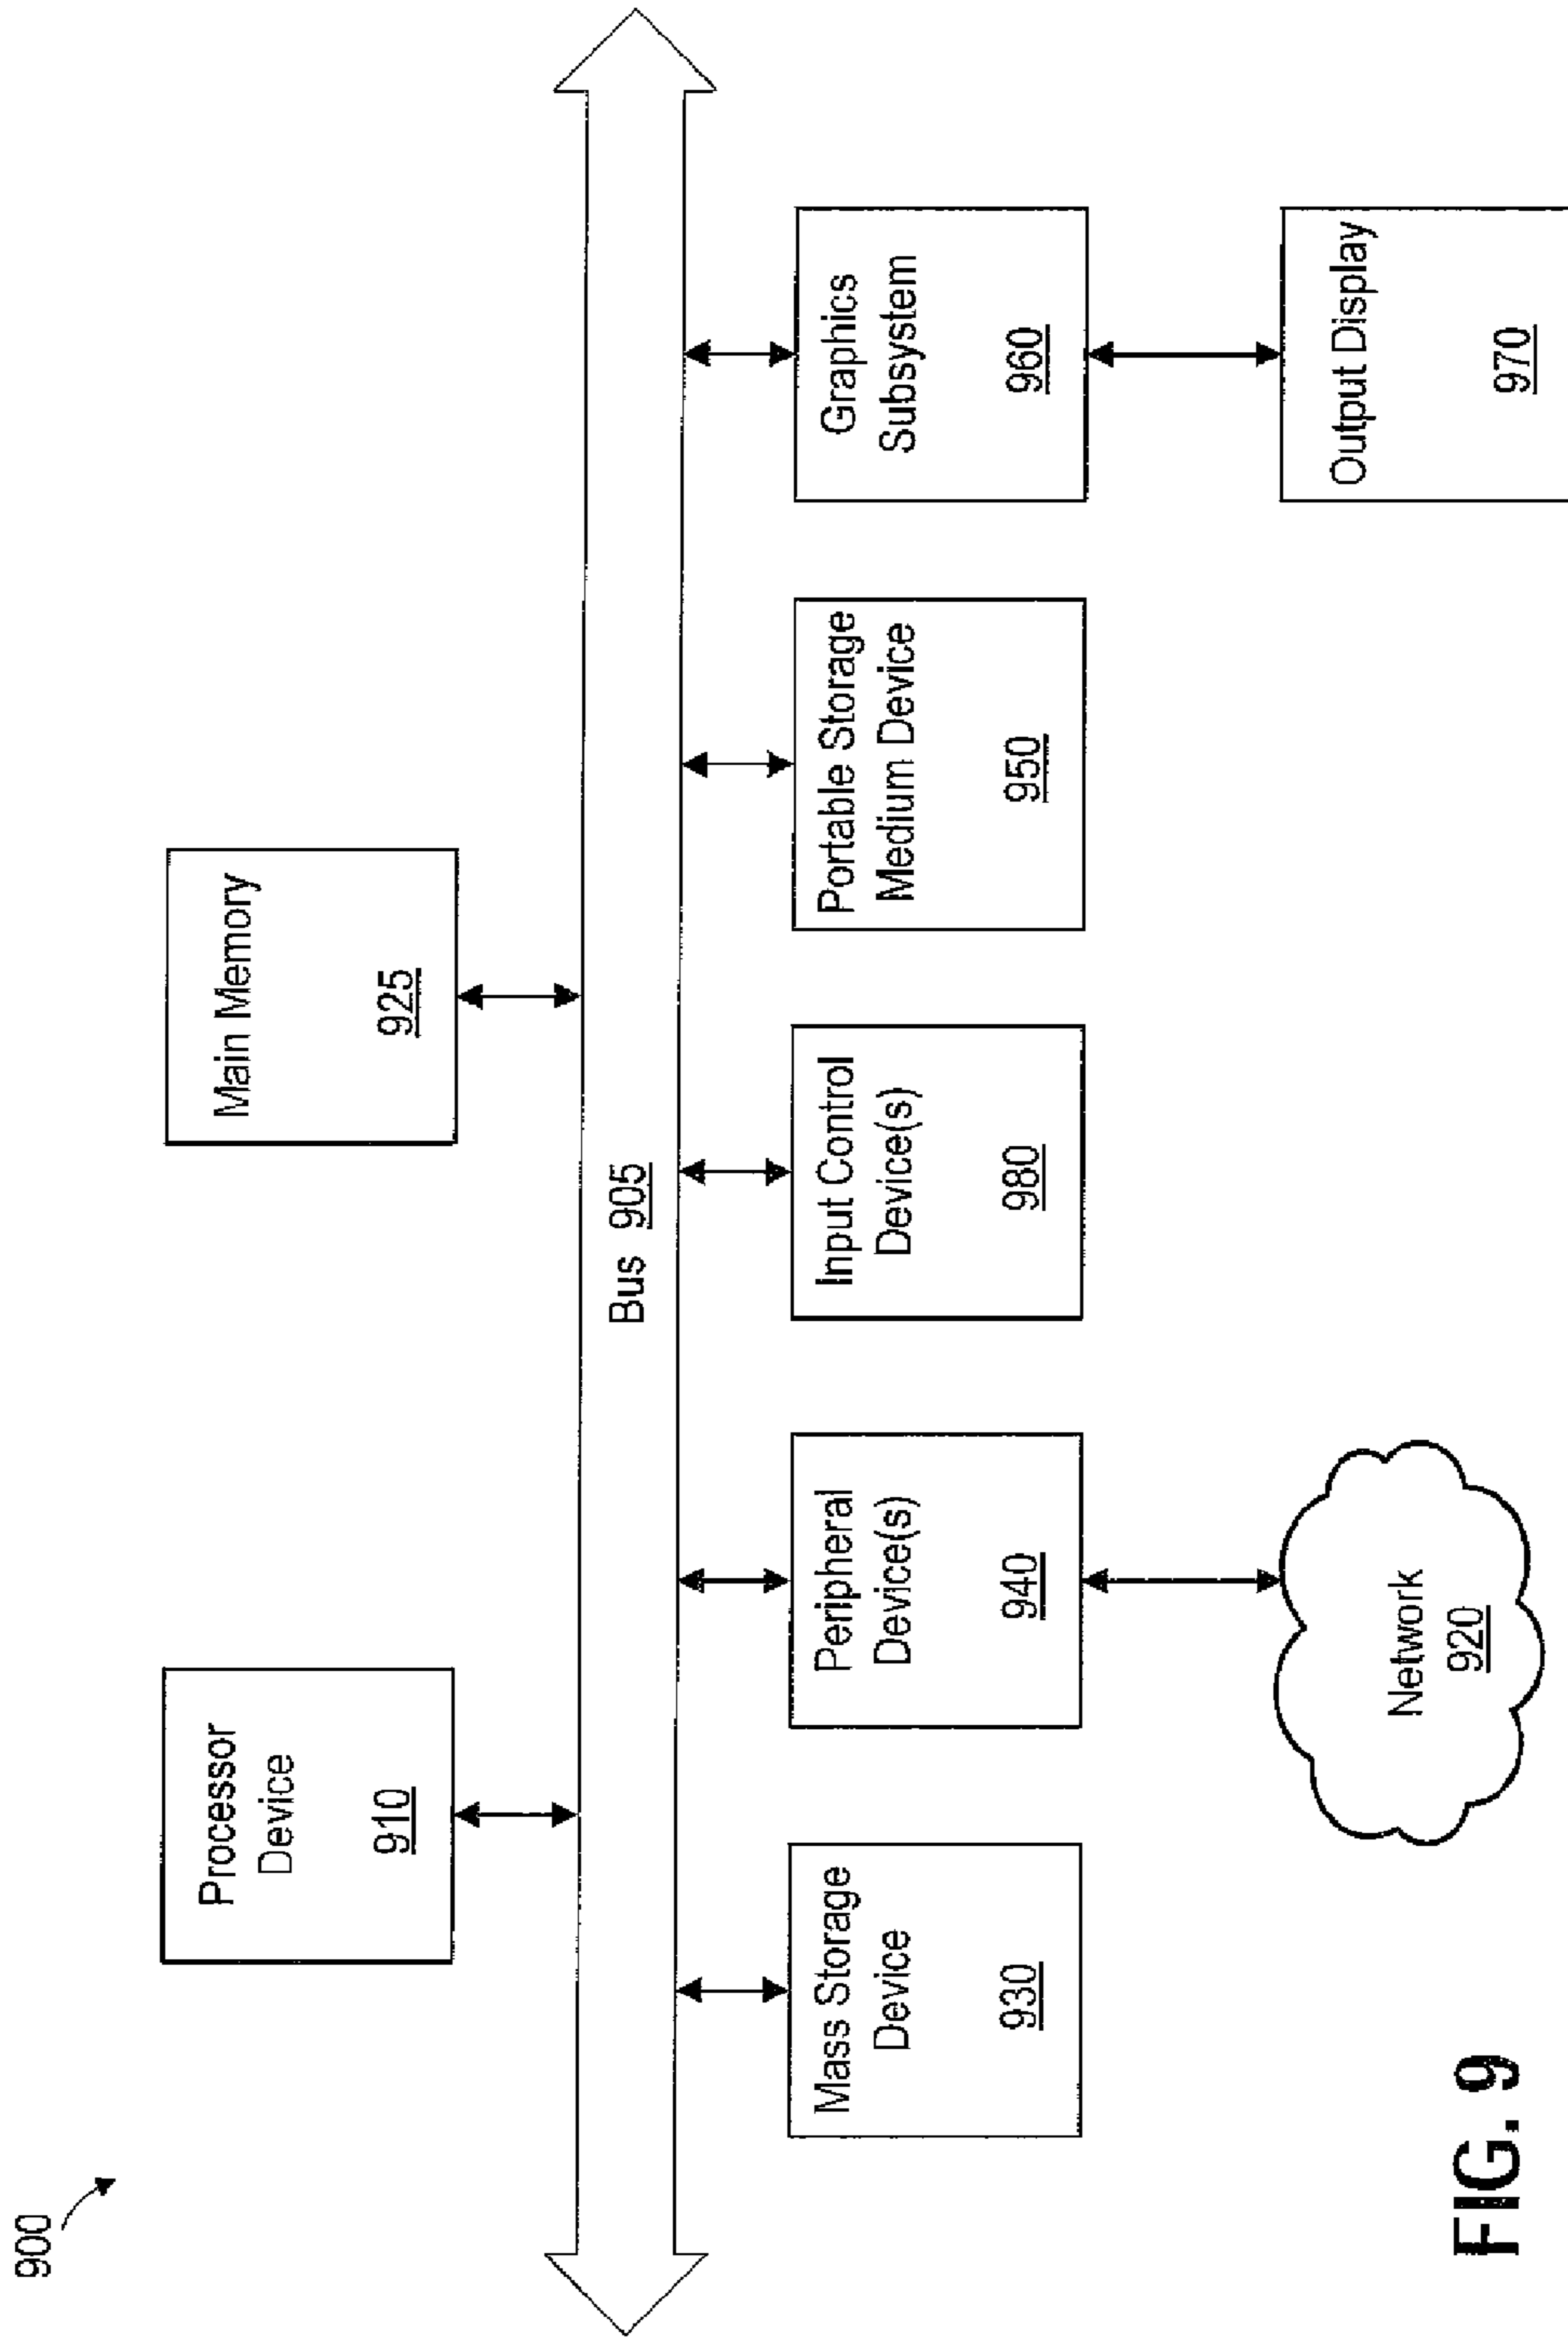 900
Processor
Device
910
Main Memory
925
Bus 905
Mass Storage
Device
930
Peripheral
Device(s)
940
Input Control
Device(s)
980
Portable Storage
Medium Device
950
Graphics
Subsystem
960
Network
920
Output Display
970
FIG. 9